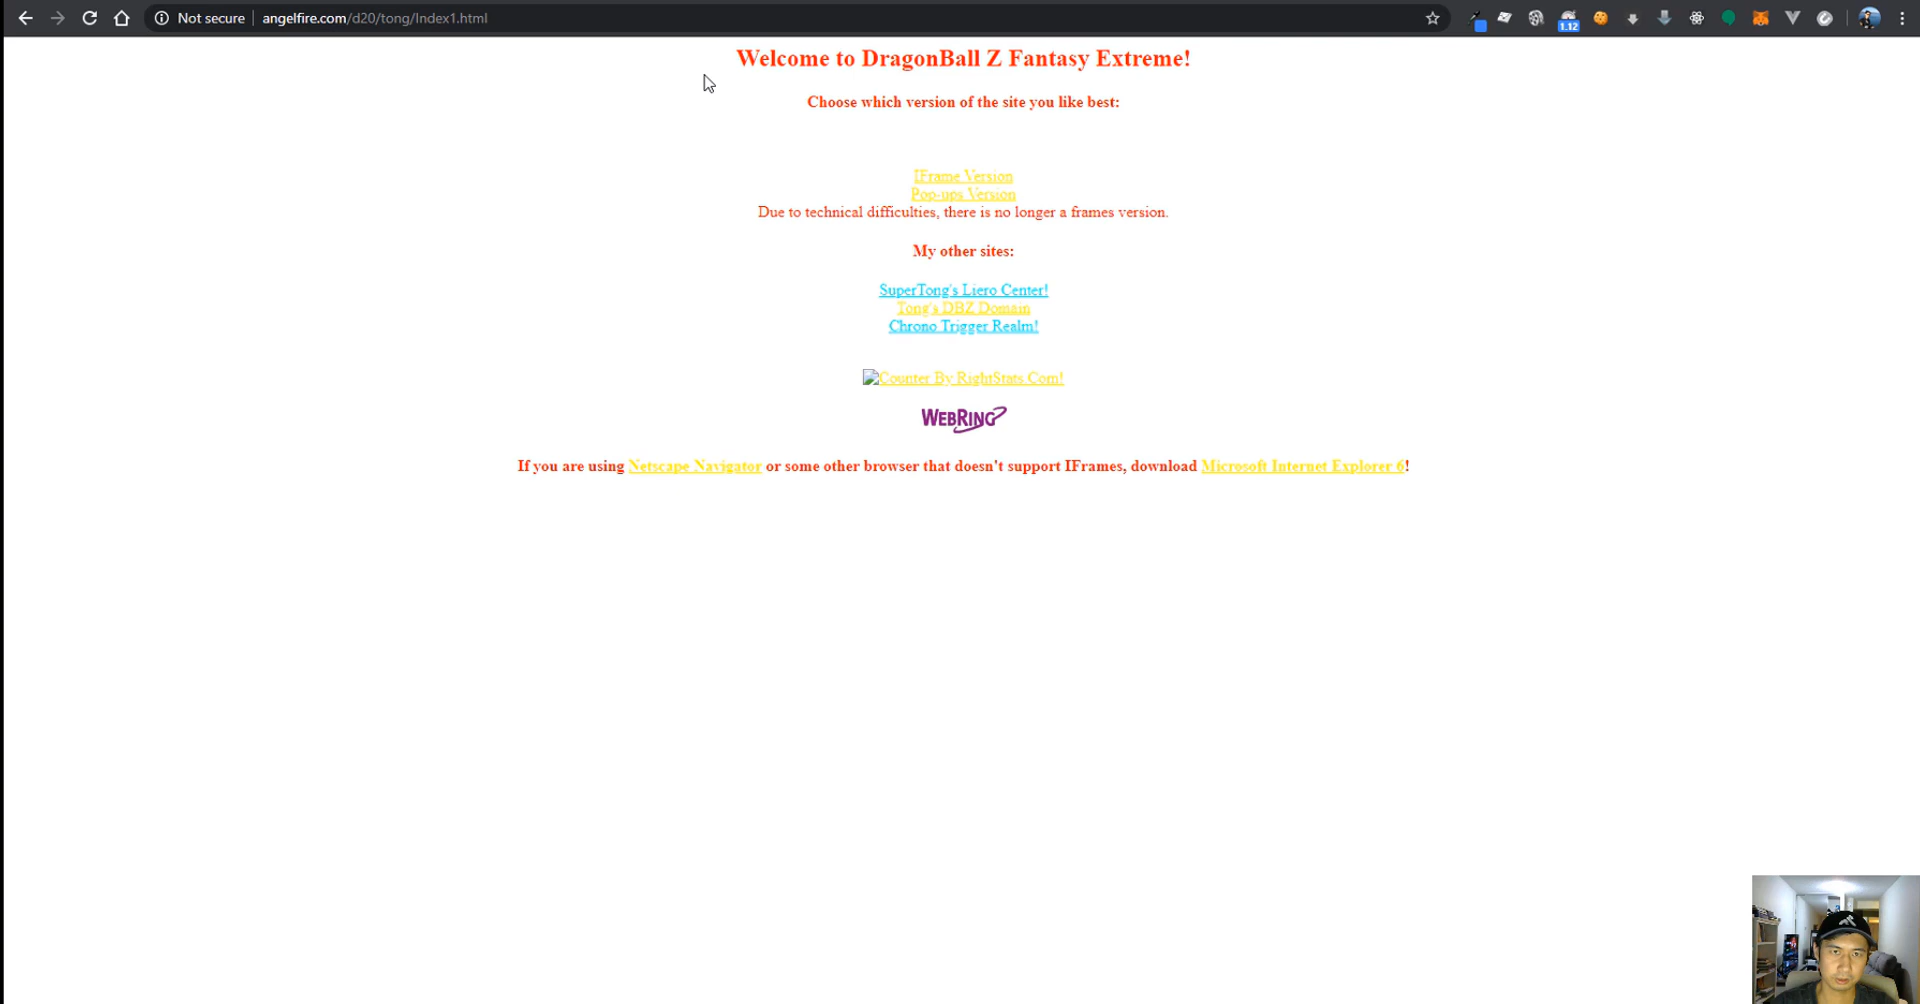 Not secure angelfire.com/d20/tong/Index1.html
1.12
Welcome to DragonBall Z Fantasy Extreme!
Choose which version of the site you like best:
IFrame Version
Pop-ups Version
Due to technical difficulties, there is no longer a frames version.
My other sites:
SuperTong's Liero Center!
Tong's DBZ Domain
Chrono Trigger Realm!
Counter By RightStats.Com!
WEBRING
If you are using Netscape Navigator or some other browser that doesn't support IFrames, download Microsoft Internet Explorer 6!